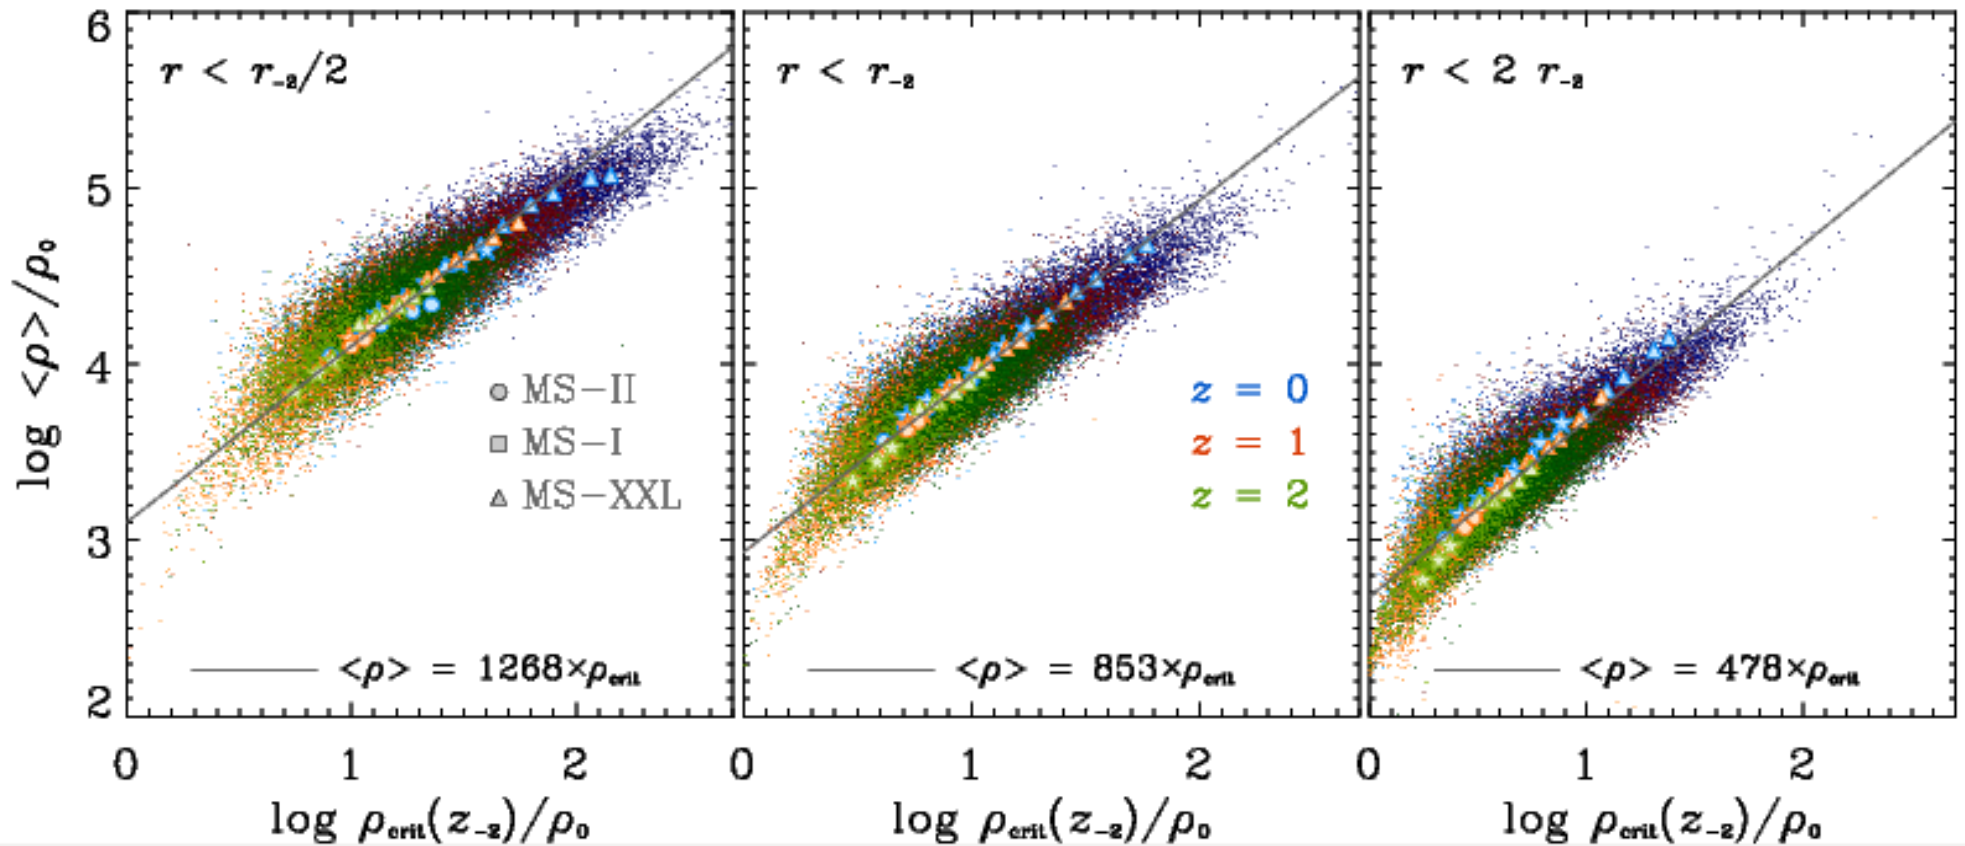 6
5
4
3
2
log <ρ>/ρ₀
r < r₋₂/2
MS−II
MS−I
MS−XXL
<ρ> = 1268×ρcrit
0 1 2
log ρcrit(z₋₂)/ρ₀
r < r₋₂
z = 0
z = 1
z = 2
<ρ> = 853×ρcrit
0 1 2
log ρcrit(z₋₂)/ρ₀
r < 2 r₋₂
<ρ> = 478×ρcrit
0 1 2
log ρcrit(z₋₂)/ρ₀